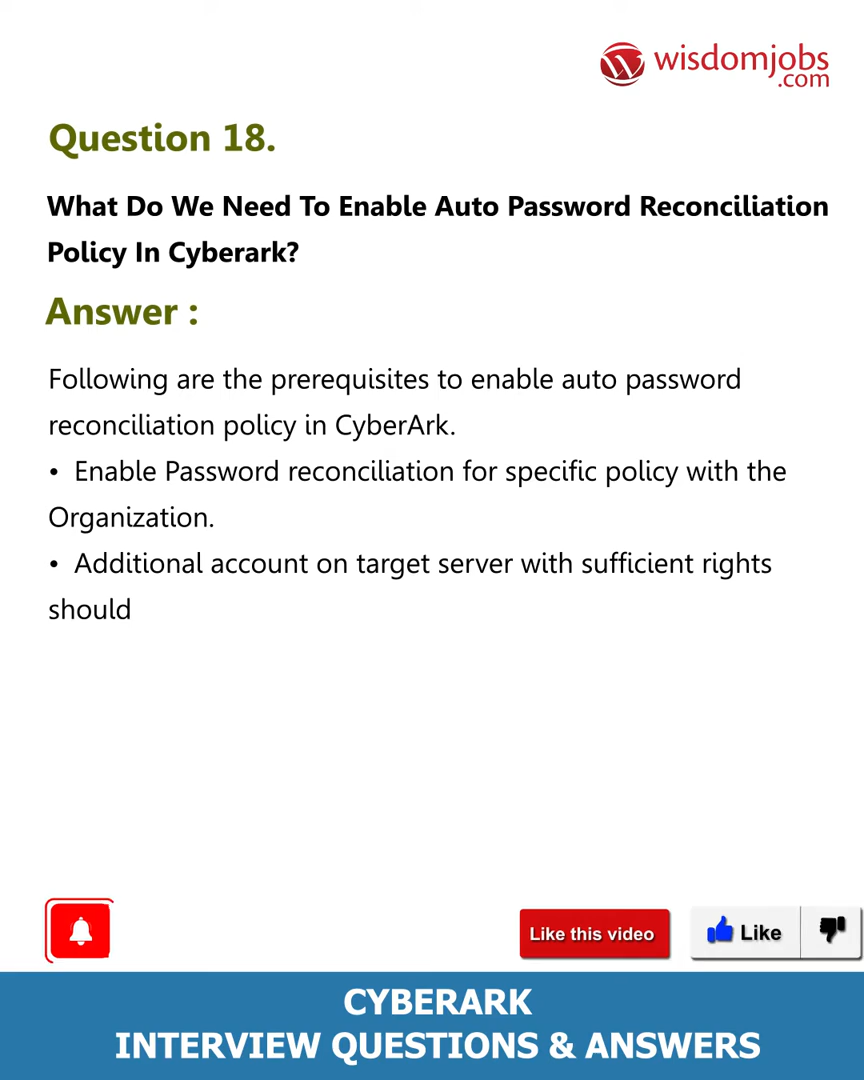 wisdomjobs
.com
Question 18.
What Do We Need To Enable Auto Password Reconciliation
Policy In Cyberark?
Answer :
Following are the prerequisites to enable auto password
reconciliation policy in CyberArk.
• Enable Password reconciliation for specific policy with the
Organization.
• Additional account on target server with sufficient rights
should
Like this video
Like
CYBERARK
INTERVIEW QUESTIONS & ANSWERS